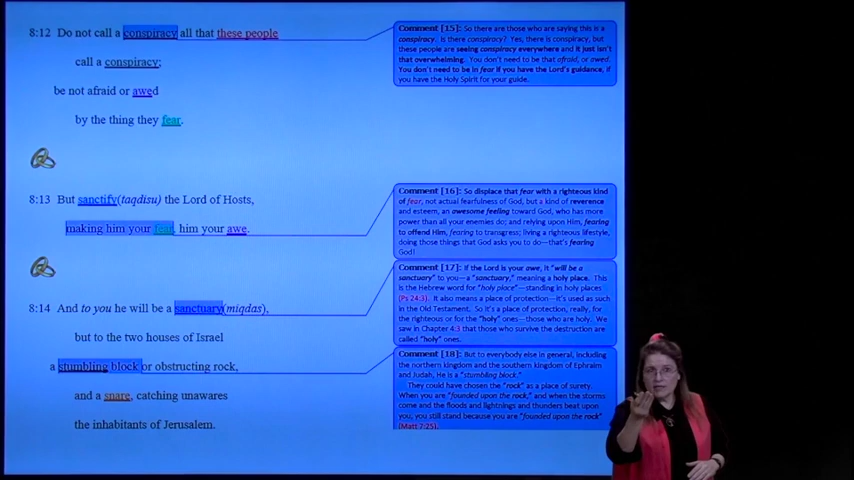 8:12 Do not call a conspiracy all that these people
call a conspiracy;
be not afraid or awed
by the thing they fear.
8:13 But sanctify(taqdisu) the Lord of Hosts,
making him your fear, him your awe.
8:14 And to you he will be a sanctuary(miqdas),
but to the two houses of Israel
a stumbling block or obstructing rock,
and a snare, catching unawares
the inhabitants of Jerusalem.
Comment [15]: So there are those who are saying this is a
conspiracy. Is there conspiracy? Yes, there is conspiracy, but
these people are seeing conspiracy everywhere and it just isn't
that overwhelming. You don't need to be that afraid, or awed.
You don't need to be in fear if you have the Lord's guidance, if
you have the Holy Spirit for your guide.
Comment [16]: So displace that fear with a righteous kind
of fear, not actual fearfulness of God, but a kind of reverence
and esteem, an awesome feeling toward God, who has more
power than all your enemies do; and relying upon Him, fearing
to offend Him, fearing to transgress; living a righteous lifestyle,
doing those things that God asks you to do—that's fearing
God!
Comment [17]: If the Lord is your awe, it "will be a
sanctuary" to you—a "sanctuary," meaning a holy place. This
is the Hebrew word for "holy place"—standing in holy places
(Ps 24:3). It also means a place of protection—it's used as such
in the Old Testament. So it's a place of protection, really, for
the righteous or for the "holy" ones—those who are holy. We
saw in Chapter 4:3 that those who survive the destruction are
called "holy" ones.
Comment [18]: But to everybody else in general, including
the northern kingdom and the southern kingdom of Ephraim
and Judah, He is a "stumbling block."
They could have chosen the "rock" as a place of surety.
When you are "founded upon the rock," and when the storms
come and the floods and lightnings and thunders beat upon
you, you still stand because you are "founded upon the rock"
(Matt 7:25).